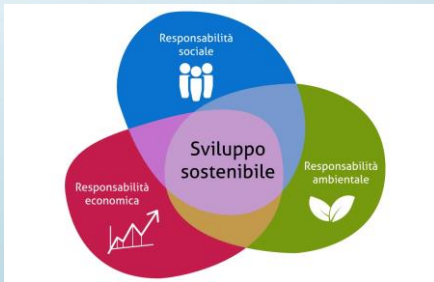 Responsabilità
sociale
Sviluppo
sostenibile
Responsabilità
ambientale
Responsabilità
economica